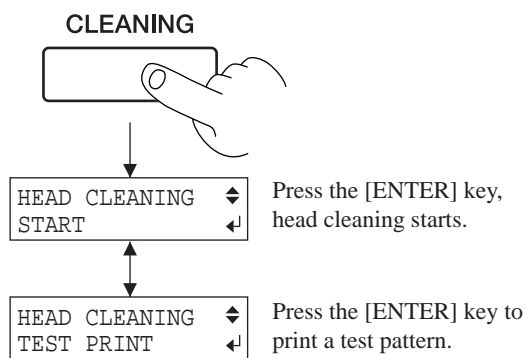 CLEANING
HEAD CLEANING
START
Press the [ENTER] key,
head cleaning starts.
HEAD CLEANING
TEST PRINT
Press the [ENTER] key to
print a test pattern.